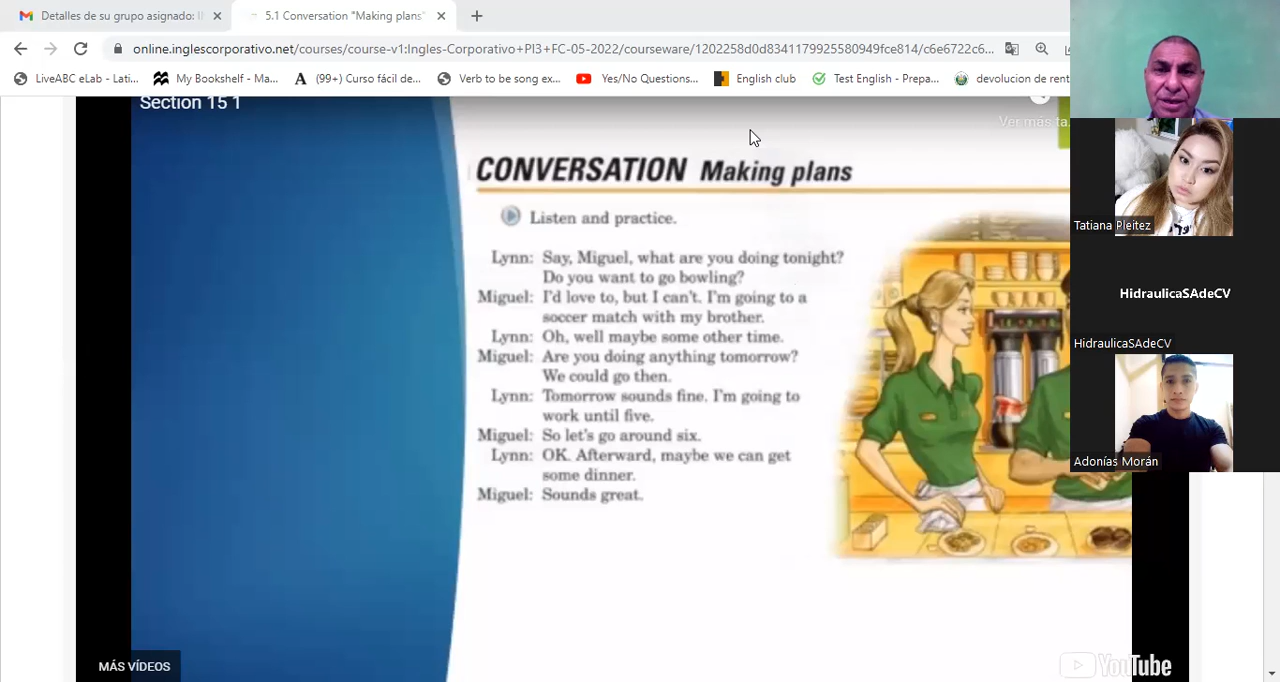 Detalles de su grupo asignado: I
5.1 Conversation "Making plans"
online.inglescorporativo.net/courses/course-v1:Ingles-Corporativo+PI3+FC-05-2022/courseware/1202258d0d8341179925580949fce814/c6e6722c6...
LiveABC eLab - Lati...
My Bookshelf - Ma...
(99+) Curso fácil de...
Verb to be song ex...
Yes/No Questions...
English club
Test English - Prepa...
devolucion de rent
Section 15 1
Ver más ta
CONVERSATION Making plans
Listen and practice.
Lynn: Say, Miguel, what are you doing tonight?
Do you want to go bowling?
Miguel: I'd love to, but I can't. I'm going to a
soccer match with my brother.
Lynn: Oh, well maybe some other time.
Miguel: Are you doing anything tomorrow?
We could go then.
Lynn: Tomorrow sounds fine. I'm going to
work until five.
Miguel: So let's go around six.
Lynn: OK. Afterward, maybe we can get
some dinner.
Miguel: Sounds great.
MÁS VÍDEOS
YouTube
Tatiana Pleitez
HidraulicaSAdeCV
HidraulicaSAdeCV
Adonías Morán